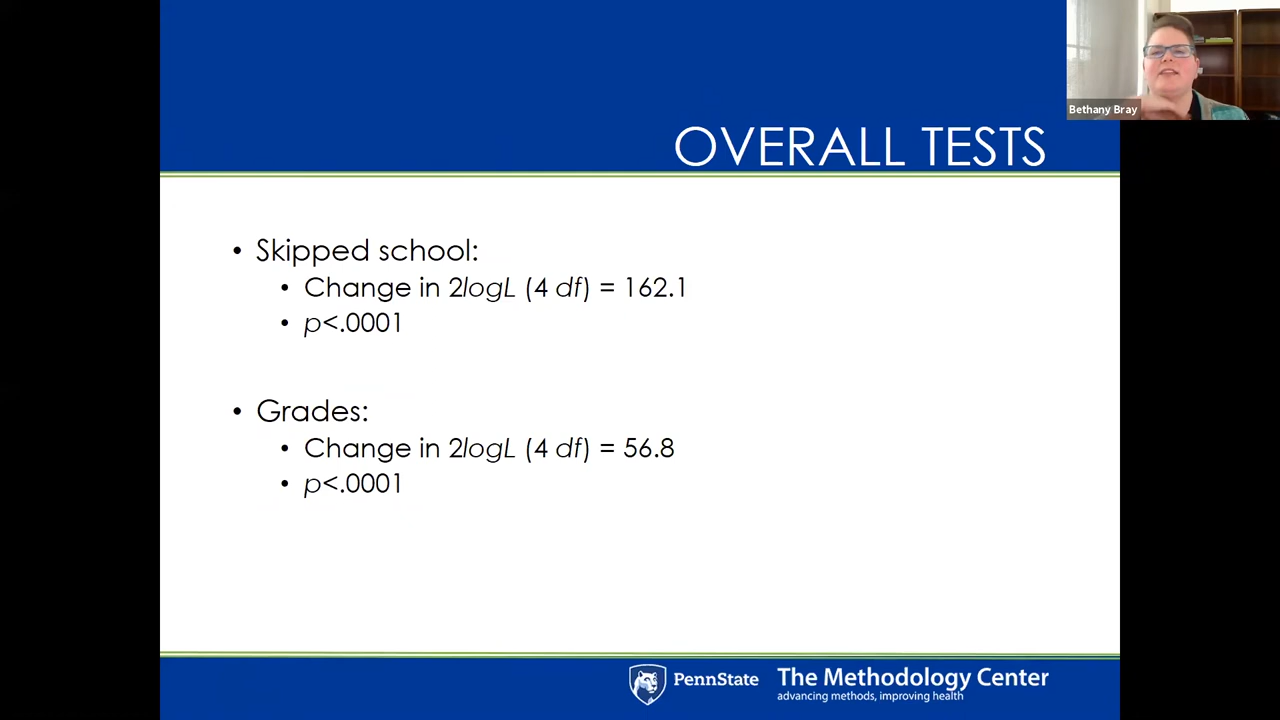 Bethany Bray
OVERALL TESTS
• Skipped school:
• Change in 2logL (4 df) = 162.1
• p<.0001
• Grades:
• Change in 2logL (4 df) = 56.8
• p<.0001
PennState
The Methodology Center
advancing methods, improving health